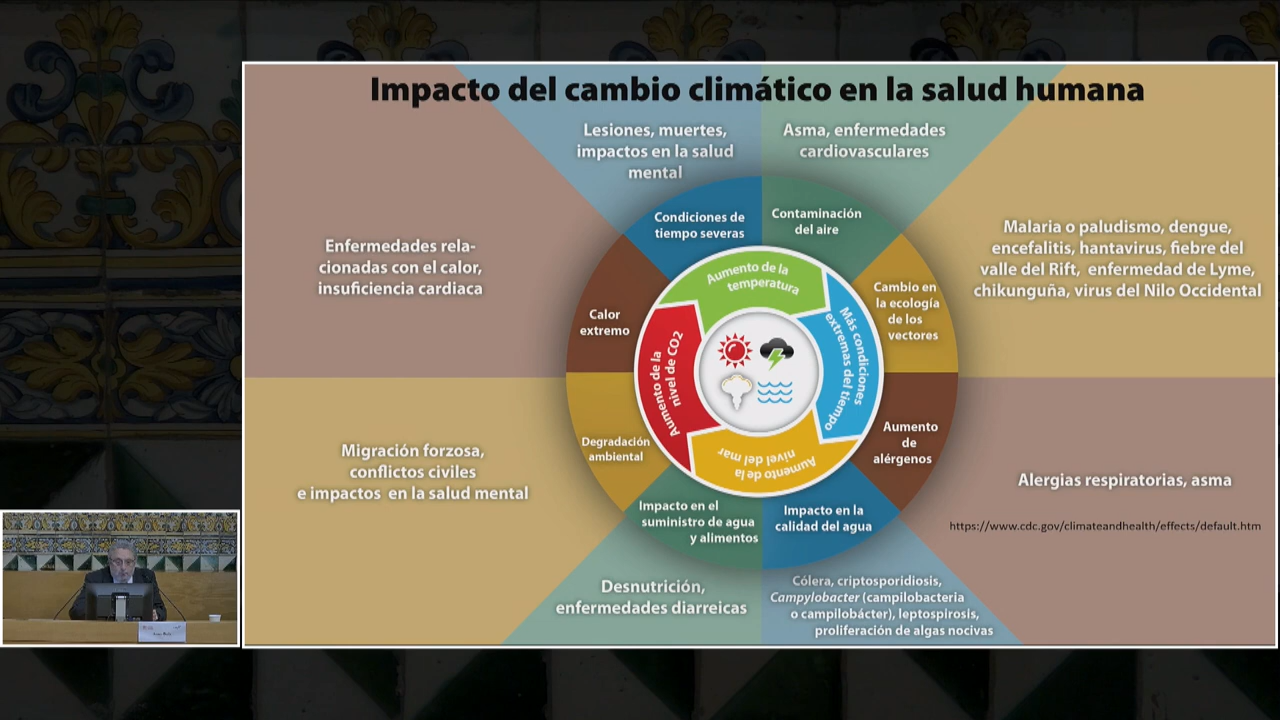 Impacto del cambio climático en la salud humana
Lesiones, muertes,
impactos en la salud
mental
Asma, enfermedades
cardiovasculares
Condiciones de
tiempo severas
Contaminación
del aire
Enfermedades rela-
cionadas con el calor,
insuficiencia cardiaca
Malaria o paludismo, dengue,
encefalitis, hantavirus, fiebre del
valle del Rift, enfermedad de Lyme,
chikunguña, virus del Nilo Occidental
Calor
extremo
Cambio en
la ecología
de los
vectores
Aumento de la
temperatura
Más condiciones
extremas del tiempo
Aumento de la
nivel del mar
Aumento de la
nivel de CO2
Degradación
ambiental
Aumento
de
alérgenos
Migración forzosa,
conflictos civiles
e impactos en la salud mental
Alergias respiratorias, asma
Impacto en el
suministro de agua
y alimentos
Impacto en la
calidad del agua
https://www.cdc.gov/climateandhealth/effects/default.htm
Desnutrición,
enfermedades diarreicas
Cólera, criptosporidiosis,
Campylobacter (campilobacteria
o campilobácter), leptospirosis,
proliferación de algas nocivas